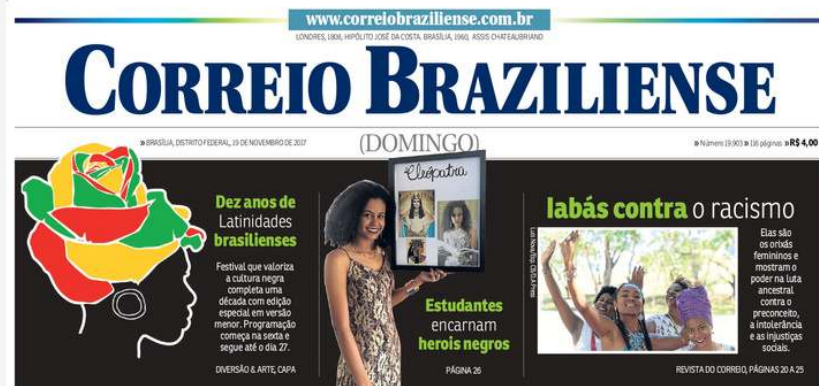 www.correiobraziliense.com.br
LONDRES, 1808, HIPÓLITO JOSÉ DA COSTA. BRASÍLIA, 1960, ASSIS CHATEAUBRIAND
CORREIO BRAZILIENSE
» BRASÍLIA, DISTRITO FEDERAL, 19 DE NOVEMBRO DE 2017
(DOMINGO)
» Número 19.903 » 116 páginas » R$ 4,00
Dez anos de
Latinidades
brasilienses
Festival que valoriza
a cultura negra
completa uma
década com edição
especial em versão
menor. Programação
começa na sexta e
segue até o dia 27.
DIVERSÃO & ARTE, CAPA
Cleópatra
Estudantes
encarnam
herois negros
PÁGINA 26
Iabás contra o racismo
Elas são
os orixás
femininos e
mostram o
poder na luta
ancestral
contra o
preconceito,
a intolerância
e as injustiças
sociais.
REVISTA DO CORREIO, PÁGINAS 20 A 25